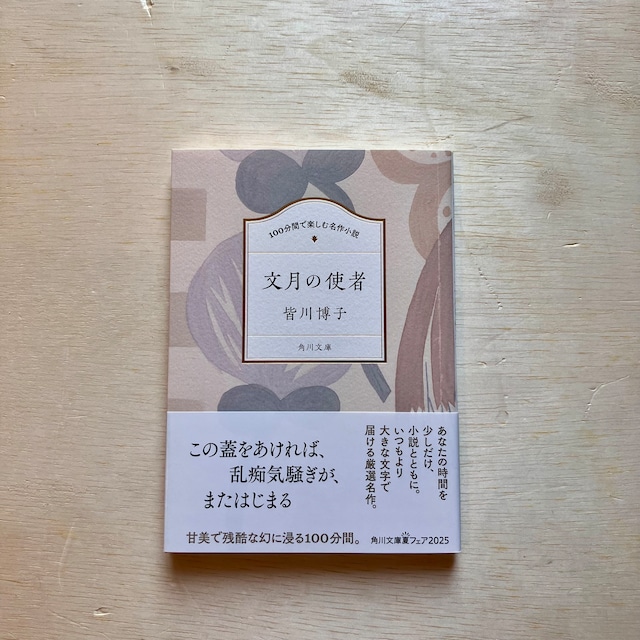 100分間で楽しむ名作小説
文月の使者
皆川博子
角川文庫
この蓋をあければ、
乱痴気騒ぎが、
またはじまる
あなたの時間を
少しだけ、
小説とともに。
いつもより
大きな文字で
届ける厳選名作。
甘美で残酷な幻に浸る100分間。
角川文庫夏フェア2025